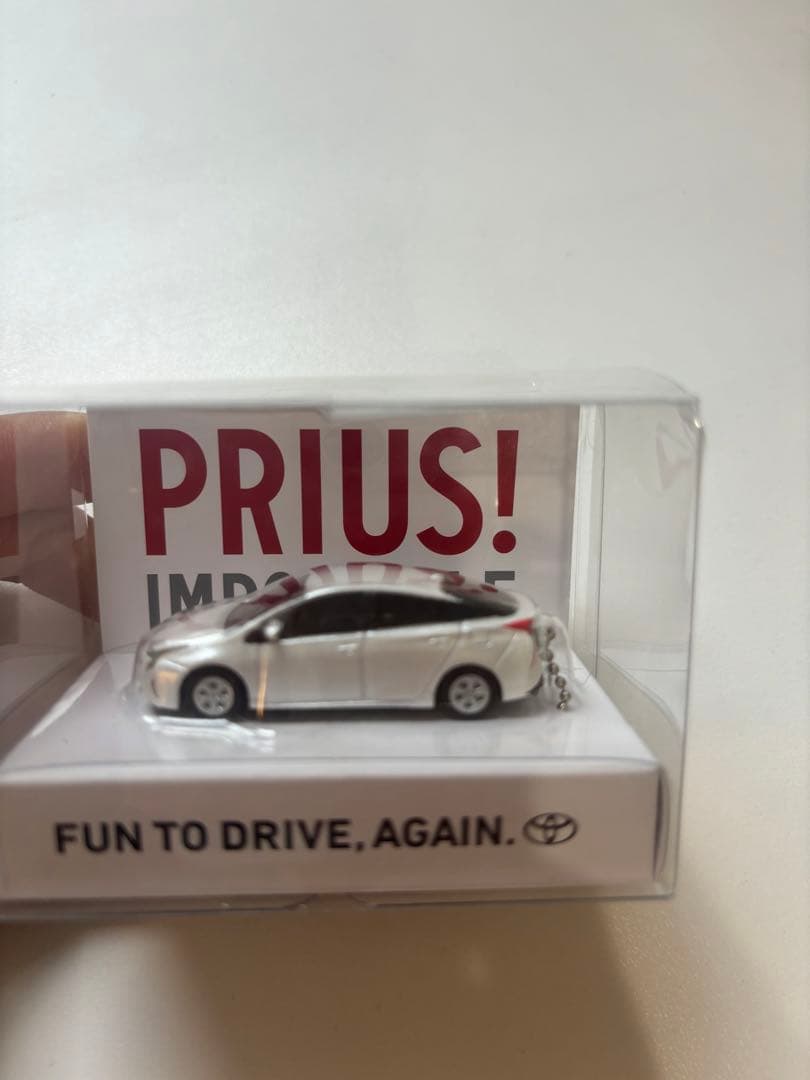 PRIUS!
FUN TO DRIVE, AGAIN.